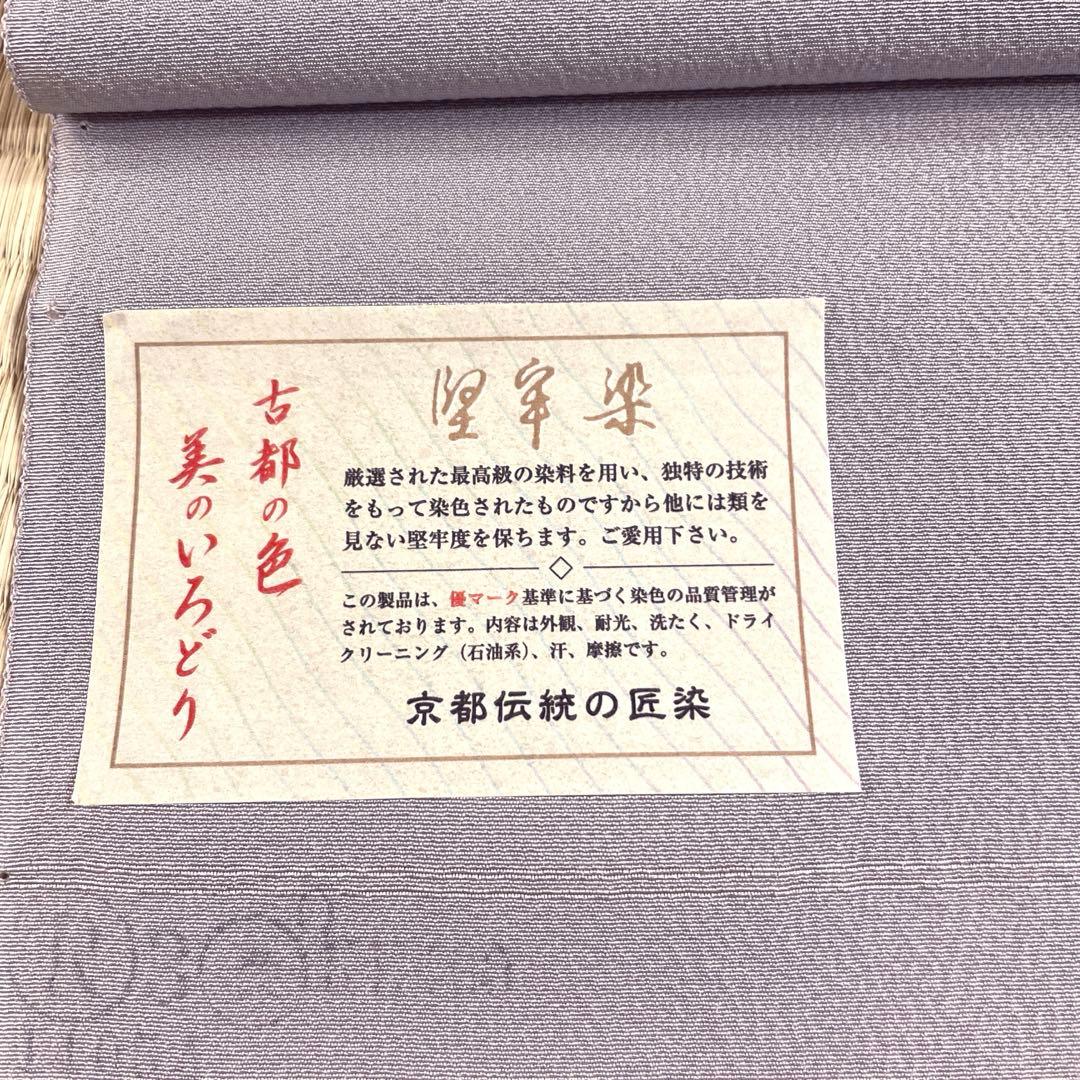 古都の色
美のいろどり
堅牢染
厳選された最高級の染料を用い、独特の技術
をもって染色されたものですから他には類を
見ない堅牢度を保ちます。ご愛用下さい。
この製品は、優マーク基準に基づく染色の品質管理が
されております。内容は外観、耐光、洗たく、ドライ
クリーニング（石油系）、汗、摩擦です。
京都伝統の匠染